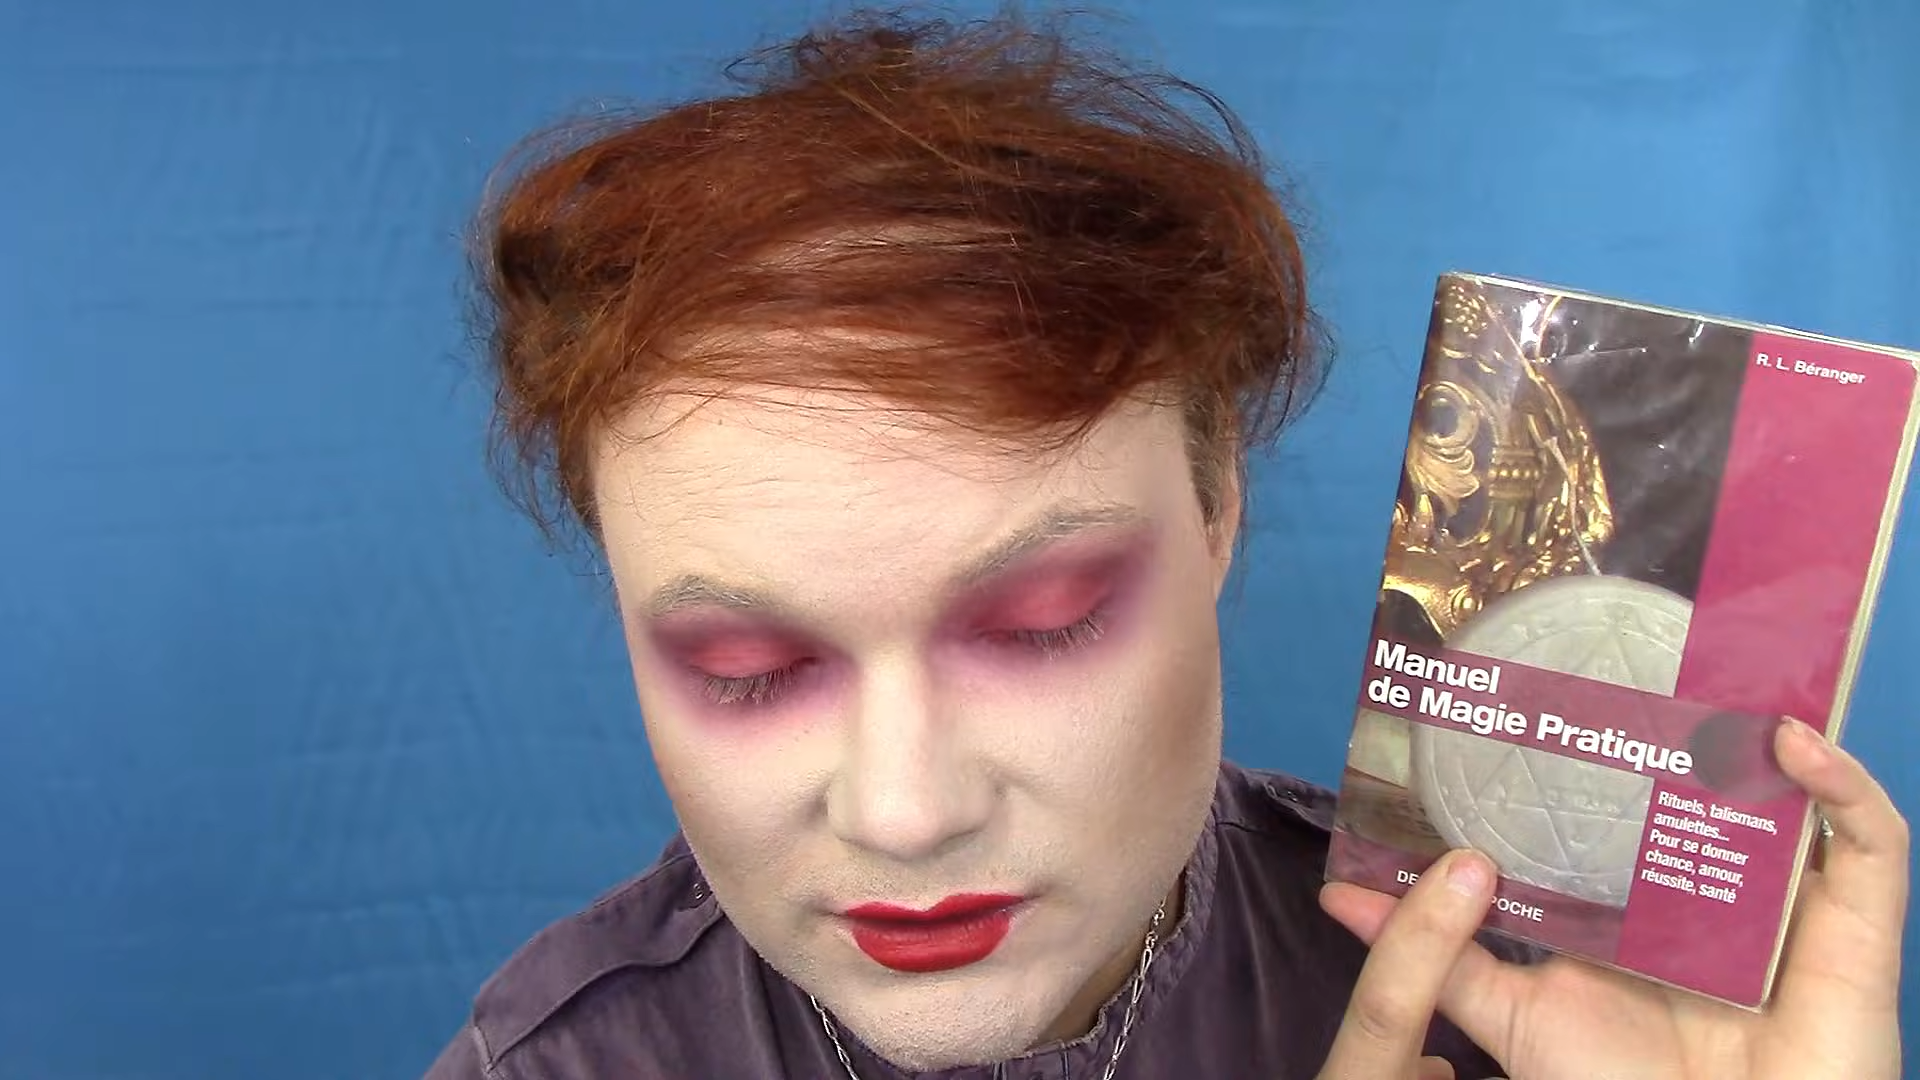 R. L. Béranger
Manuel
de Magie Pratique
Rituels, talismans,
amulettes...
Pour se donner
chance, amour,
réussite, santé
POCHE